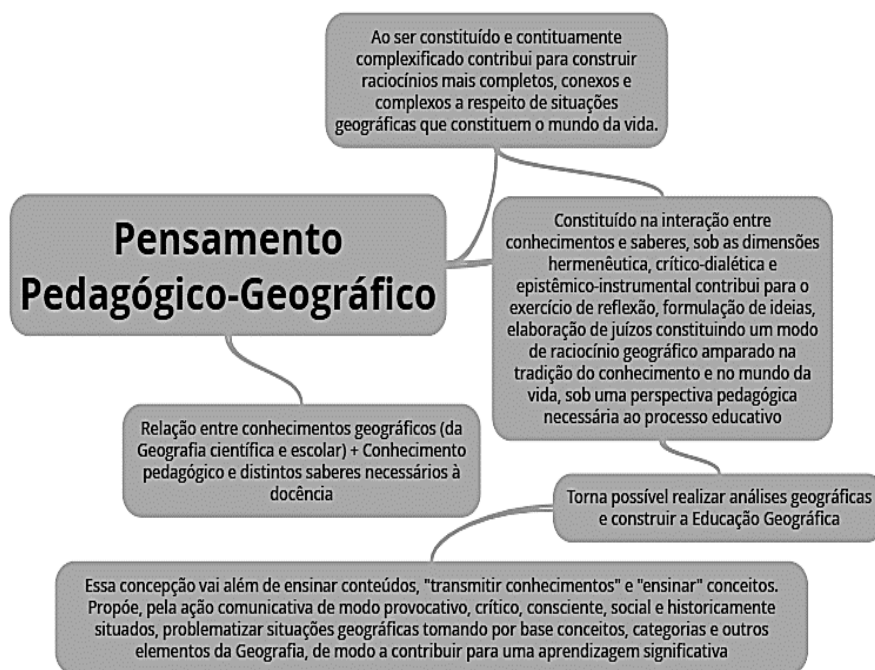 Ao ser constituído e contituamente
complexificado contribui para construir
raciocínios mais completos, conexos e
complexos a respeito de situações
geográficas que constituem o mundo da vida.
Pensamento
Pedagógico-Geográfico
Constituído na interação entre
conhecimentos e saberes, sob as dimensões
hermenêutica, crítico-dialética e
epistêmico-instrumental contribui para o
exercício de reflexão, formulação de ideias,
elaboração de juízos constituindo um modo
de raciocínio geográfico amparado na
tradição do conhecimento e no mundo da
vida, sob uma perspectiva pedagógica
necessária ao processo educativo
Relação entre conhecimentos geográficos (da
Geografia científica e escolar) + Conhecimento
pedagógico e distintos saberes necessários à
docência
Torna possível realizar análises geográficas
e construir a Educação Geográfica
Essa concepção vai além de ensinar conteúdos, "transmitir conhecimentos" e "ensinar" conceitos.
Propõe, pela ação comunicativa de modo provocativo, crítico, consciente, social e historicamente
situados, problematizar situações geográficas tomando por base conceitos, categorias e outros
elementos da Geografia, de modo a contribuir para uma aprendizagem significativa